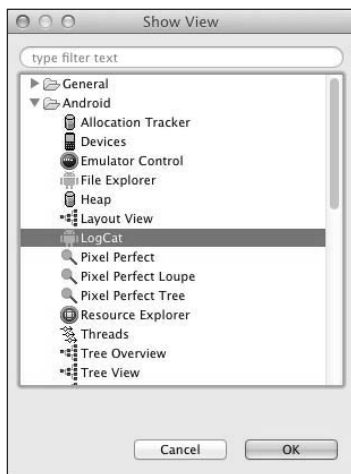 Show View
type filter text
General
Android
Allocation Tracker
Devices
Emulator Control
File Explorer
Heap
Layout View
LogCat
Pixel Perfect
Pixel Perfect Loupe
Pixel Perfect Tree
Resource Explorer
Threads
Tree Overview
Tree View
Cancel
OK